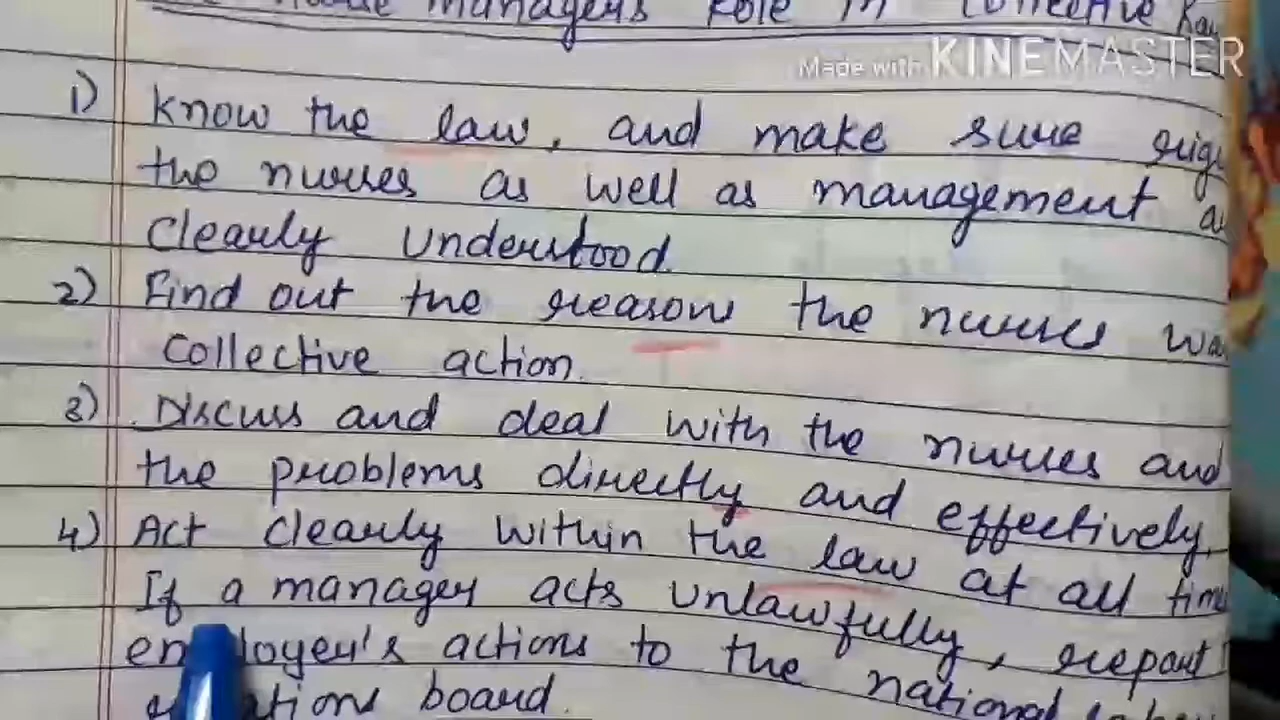 managers Role in Collective
Made with KINEMASTER
1) Know the law, and make sure
the nurses as well as management
Clearly understood.
2) Find out the reasons the nurses
Collective action.
3) Discuss and deal with the nurses and
the problems directly and effectively.
4) Act clearly within the law at all
If a manager acts unlawfully, report
actions to the national
board.